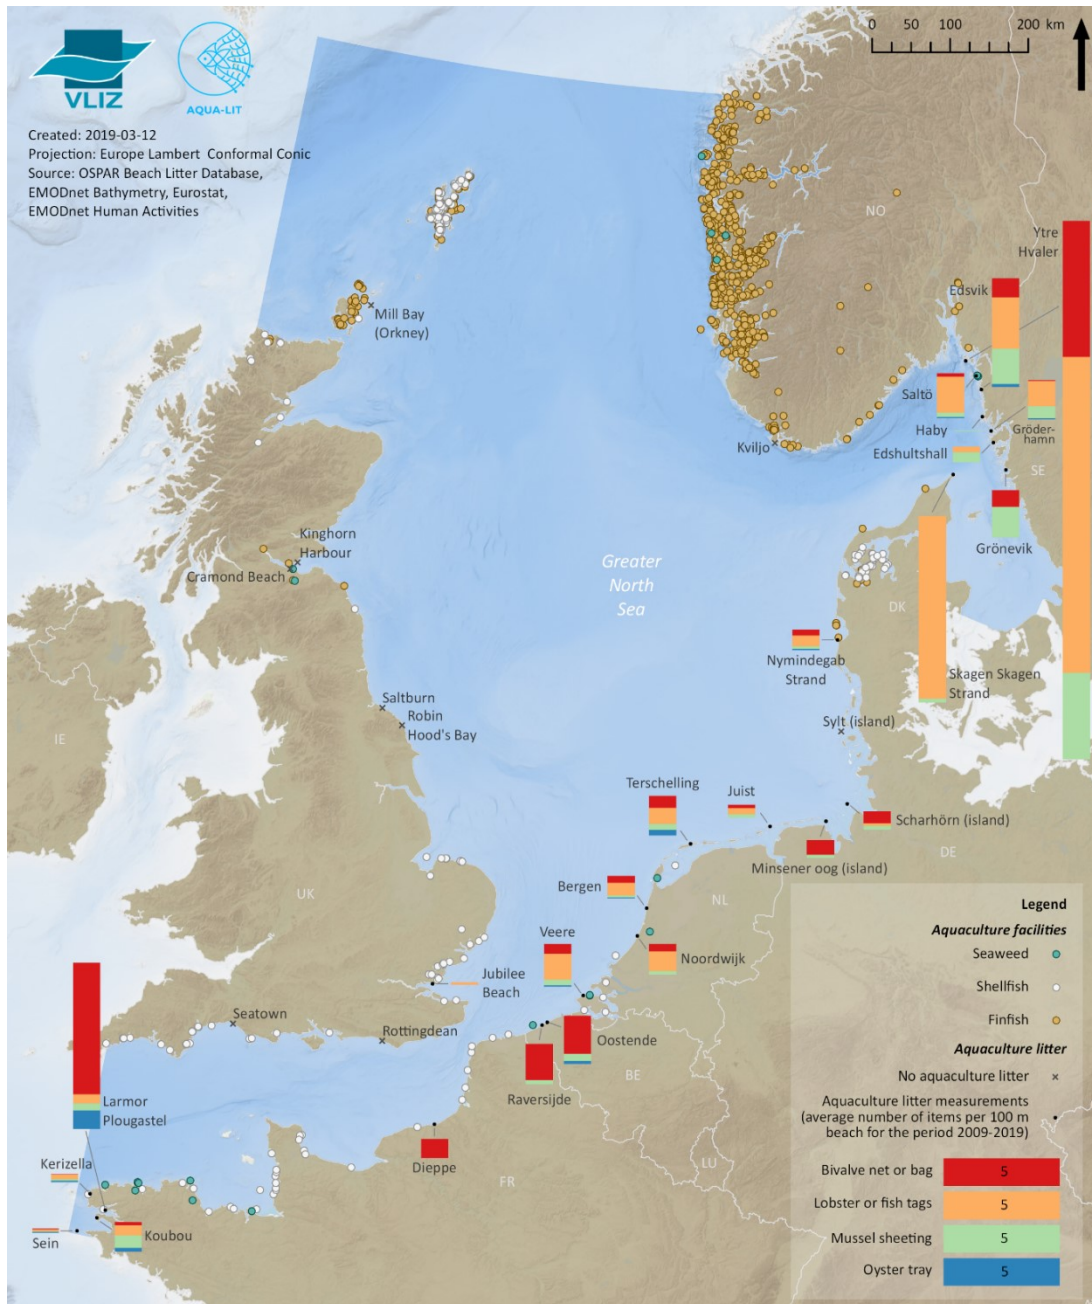 0 50 100 200 km
VLIZ
AQUA-LIT
Created: 2019-03-12
Projection: Europe Lambert Conformal Conic
Source: OSPAR Beach Litter Database,
EMODnet Bathymetry, Eurostat,
EMODnet Human Activities
NO
Ytre
Hvaler
Edsvik
Mill Bay
(Orkney)
Saltö
Haby
Gröder-
hamn
Kviljo
Edshultshall
SE
Grönevik
Kinghorn
Harbour
Cramond Beach
Greater
North
Sea
DK
Nymindegab
Strand
Skagen Skagen
Strand
Saltburn
Robin
Hood's Bay
Sylt (island)
IE
Terschelling
Juist
Scharhörn (island)
Minsener oog (island)
DE
UK
Bergen
NL
Veere
Noordwijk
Jubilee
Beach
Seatown
Rottingdean
Oostende
BE
Raversijde
Larmor
Plougastel
Dieppe
LU
FR
Kerizella
Koubou
Sein
Legend
Aquaculture facilities
Seaweed
Shellfish
Finfish
Aquaculture litter
No aquaculture litter ×
Aquaculture litter measurements
(average number of items per 100 m
beach for the period 2009-2019)
Bivalve net or bag 5
Lobster or fish tags 5
Mussel sheeting 5
Oyster tray 5